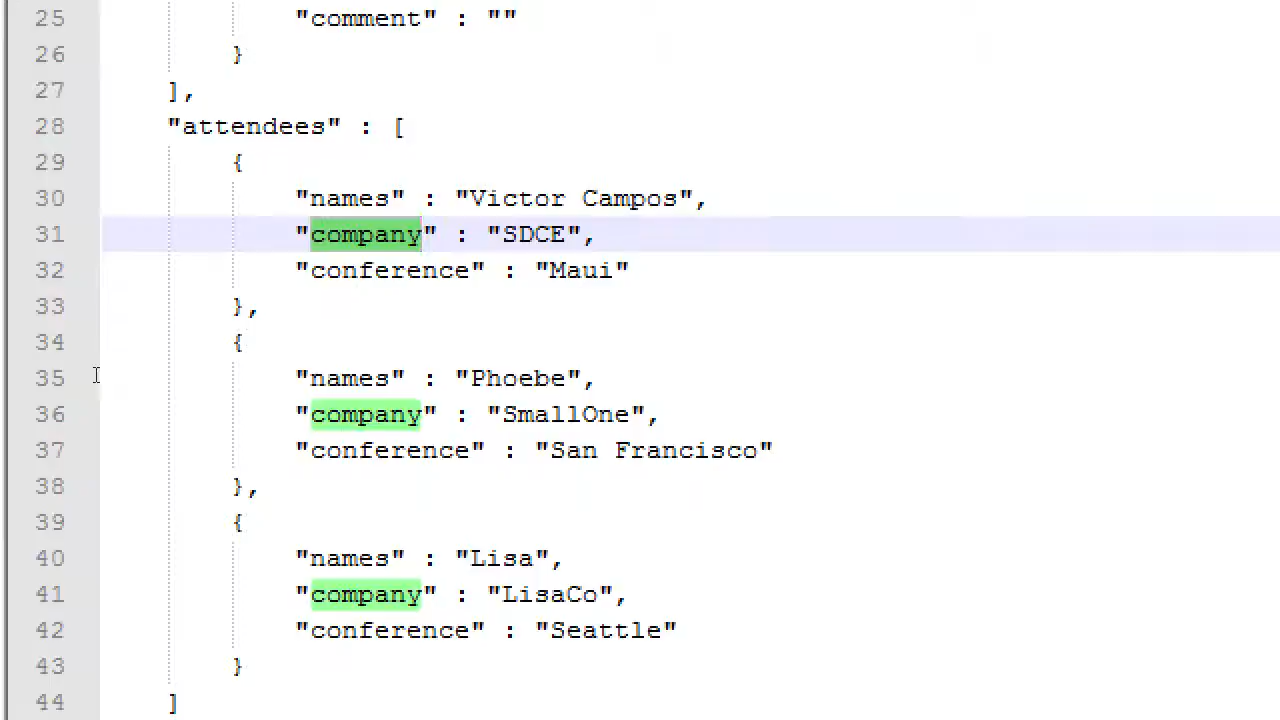 25 "comment" : ""
26 }
27 ],
28 "attendees" : [
29 {
30 "names" : "Victor Campos",
31 "company" : "SDCE",
32 "conference" : "Maui"
33 },
34 {
35 "names" : "Phoebe",
36 "company" : "SmallOne",
37 "conference" : "San Francisco"
38 },
39 {
40 "names" : "Lisa",
41 "company" : "LisaCo",
42 "conference" : "Seattle"
43 }
44 ]